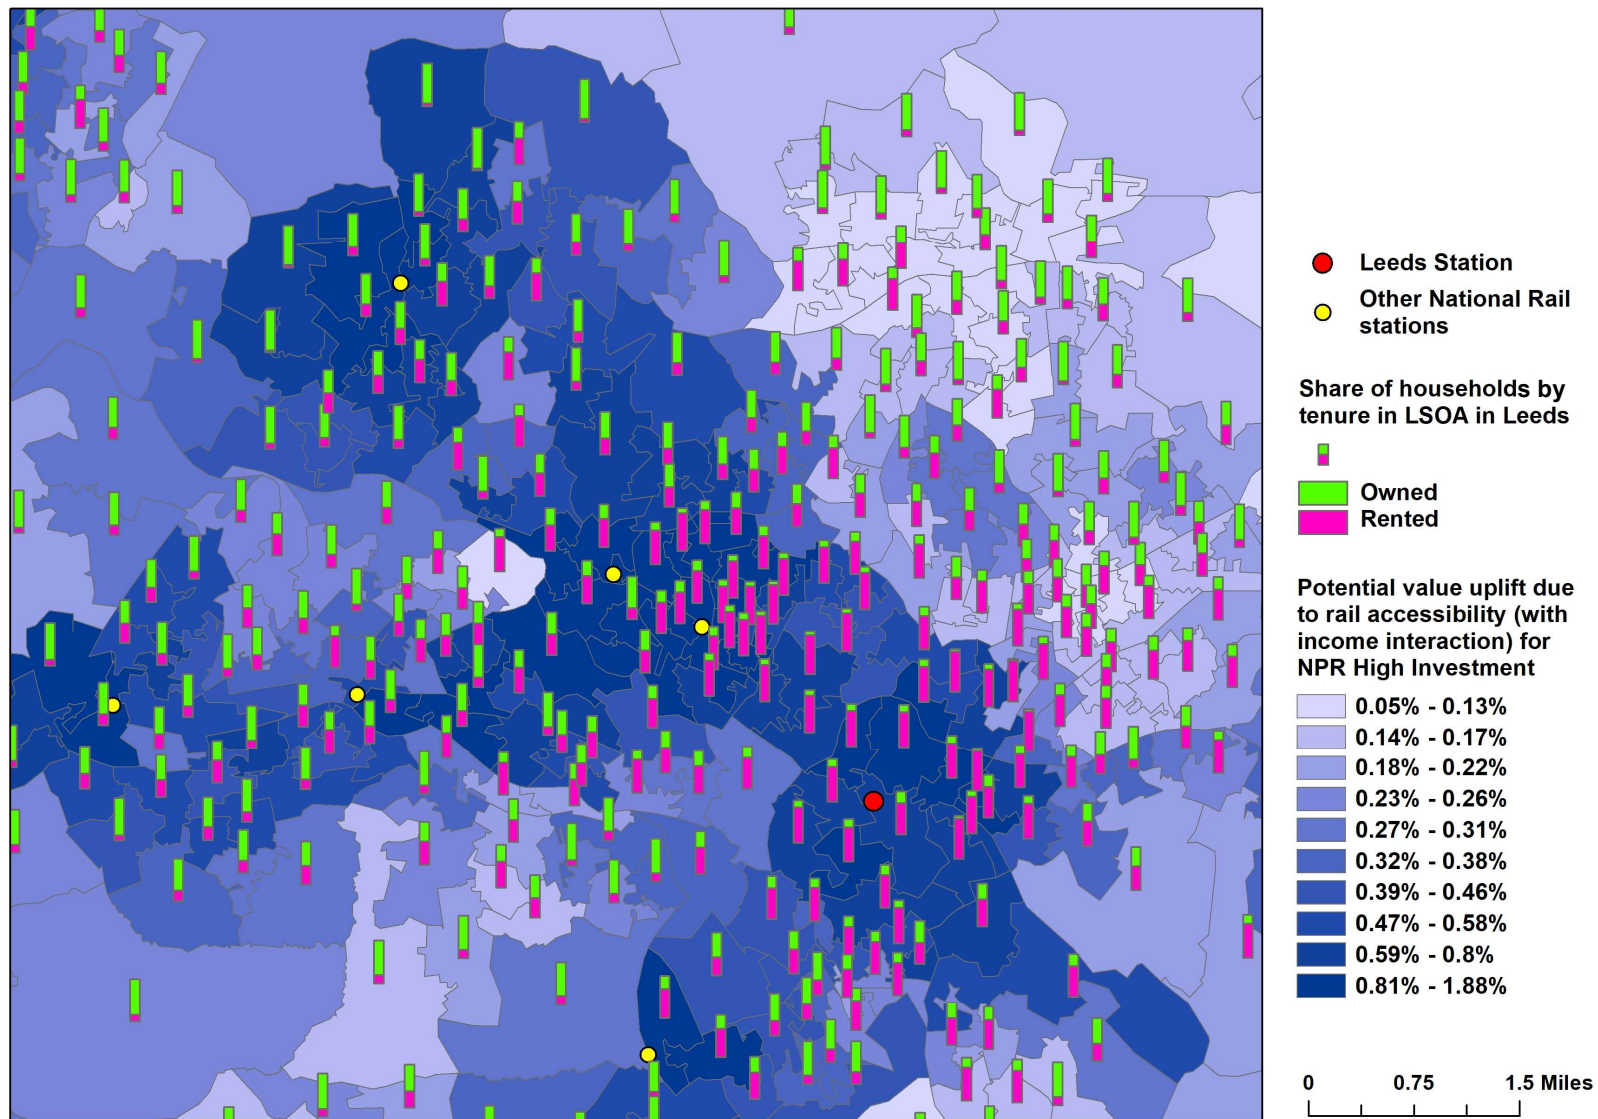 Leeds Station
Other National Rail
stations
Share of households by
tenure in LSOA in Leeds
Owned
Rented
Potential value uplift due
to rail accessibility (with
income interaction) for
NPR High Investment
0.05% - 0.13%
0.14% - 0.17%
0.18% - 0.22%
0.23% - 0.26%
0.27% - 0.31%
0.32% - 0.38%
0.39% - 0.46%
0.47% - 0.58%
0.59% - 0.8%
0.81% - 1.88%
0 0.75 1.5 Miles